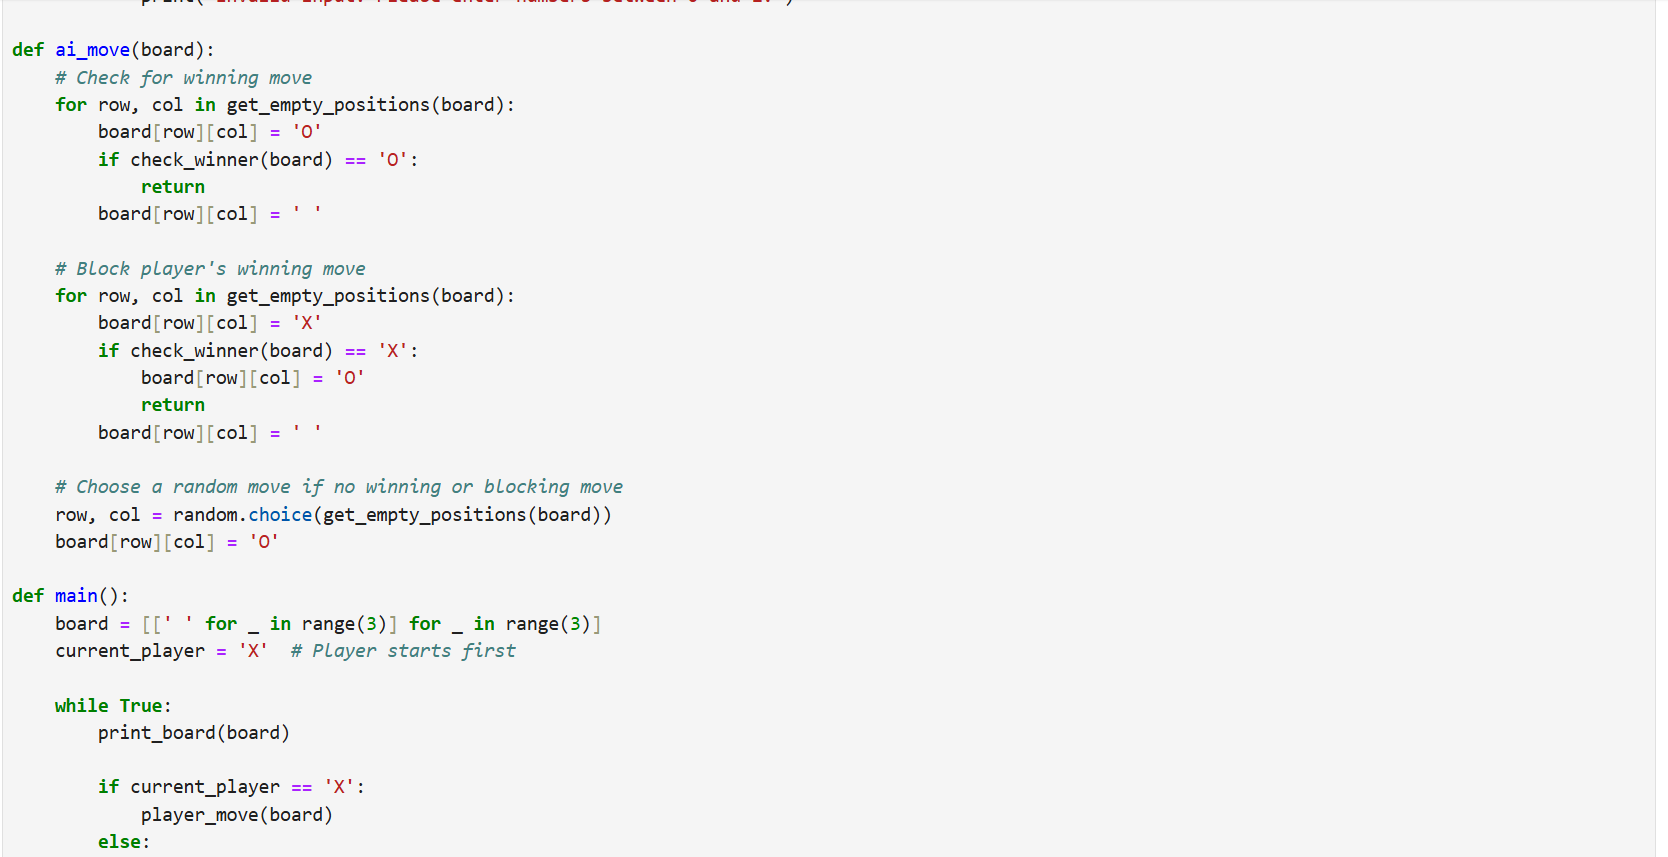 def ai_move(board):
    # Check for winning move
    for row, col in get_empty_positions(board):
        board[row][col] = 'O'
        if check_winner(board) == 'O':
            return
        board[row][col] = ' '

    # Block player's winning move
    for row, col in get_empty_positions(board):
        board[row][col] = 'X'
        if check_winner(board) == 'X':
            board[row][col] = 'O'
            return
        board[row][col] = ' '

    # Choose a random move if no winning or blocking move
    row, col = random.choice(get_empty_positions(board))
    board[row][col] = 'O'

def main():
    board = [[' ' for _ in range(3)] for _ in range(3)]
    current_player = 'X'  # Player starts first

    while True:
        print_board(board)

        if current_player == 'X':
            player_move(board)
        else: